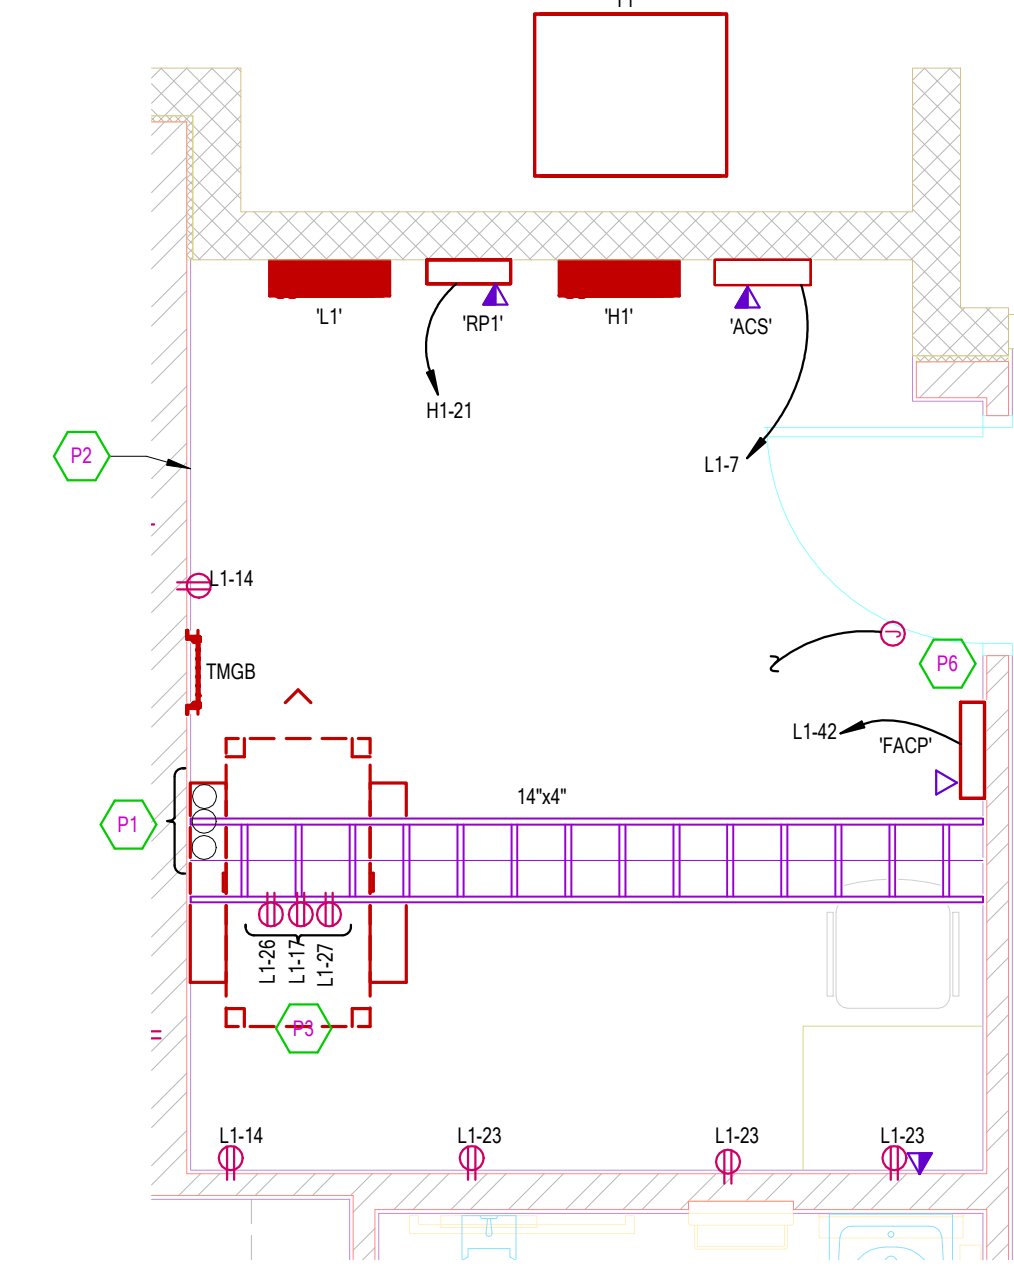 'L1'
'RP1'
'H1'
'ACS'
H1-21
P2
L1-7
L1-14
J
P6
TMGB
L1-42
'FACP'
14"x4"
P1
L1-26
L1-17
L1-27
P3
L1-14
L1-23
L1-23
L1-23